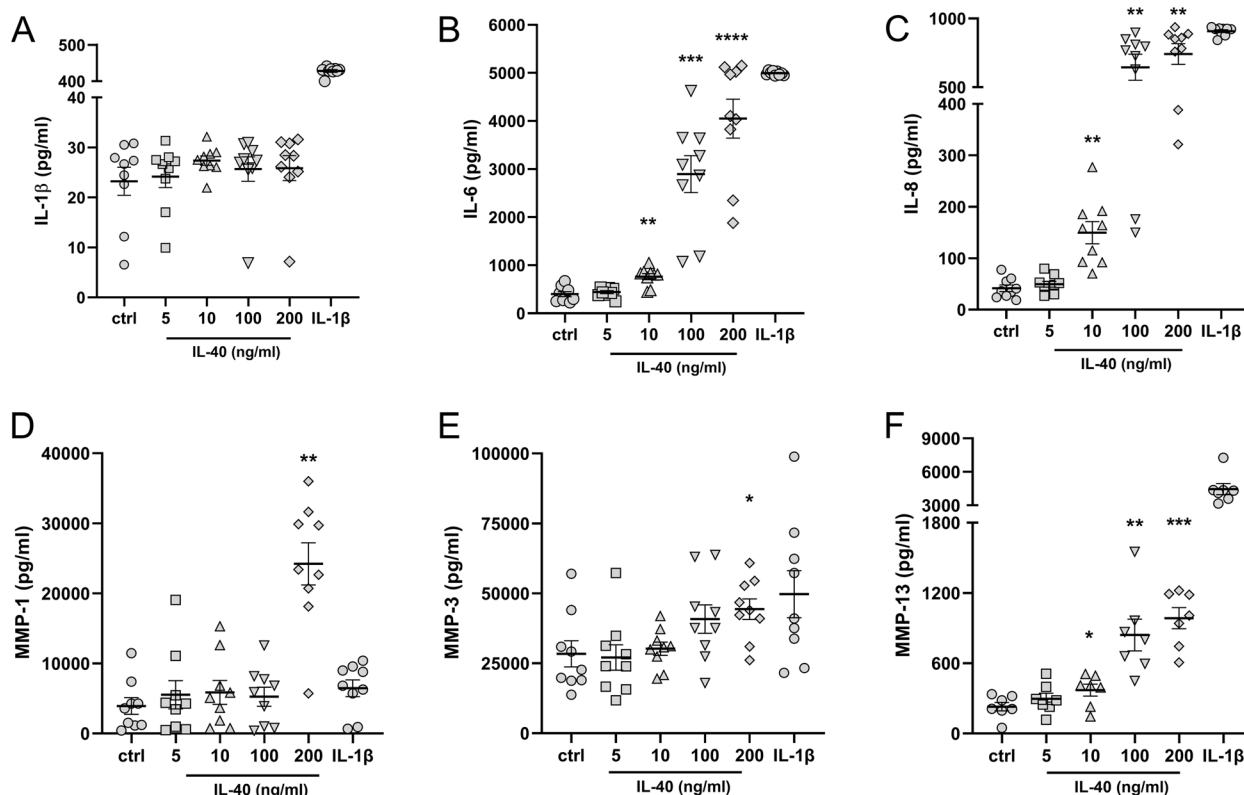 A
IL-1β (pg/ml)
500
400
40
30
20
10
0
ctrl 5 10 100 200 IL-1β
IL-40 (ng/ml)
B
IL-6 (pg/ml)
6000
5000
4000
3000
2000
1000
0
**
***
****
ctrl 5 10 100 200 IL-1β
IL-40 (ng/ml)
C
IL-8 (pg/ml)
1000
500
300
200
100
0
**
**
**
ctrl 5 10 100 200 IL-1β
IL-40 (ng/ml)
D
MMP-1 (pg/ml)
40000
30000
20000
10000
0
**
ctrl 5 10 100 200 IL-1β
IL-40 (ng/ml)
E
MMP-3 (pg/ml)
100000
75000
50000
25000
0
*
ctrl 5 10 100 200 IL-1β
IL-40 (ng/ml)
F
MMP-13 (pg/ml)
9000
6000
3000
1800
1200
600
0
*
**
***
ctrl 5 10 100 200 IL-1β
IL-40 (ng/ml)